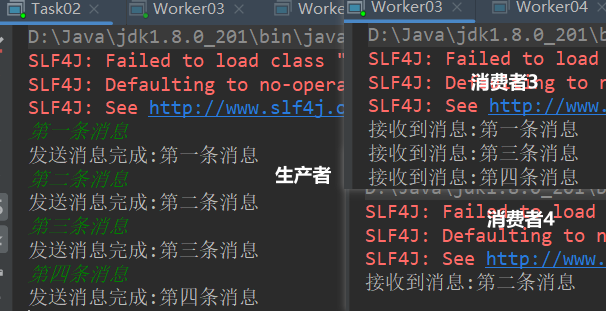 Task02
Worker03
Worker
D:\Java\jdk1.8.0_201\bin\java
SLF4J: Failed to load class "
SLF4J: Defaulting to no-opera
SLF4J: See http://www.slf4j.o
第一条消息
发送消息完成:第一条消息
第二条消息
发送消息完成:第二条消息
第三条消息
发送消息完成:第三条消息
第四条消息
发送消息完成:第四条消息
生产者
Worker03
Worker04
D:\Java\jdk1.8.0_201\bin
SLF4J: Failed to load
SLF4J: Defaulting to n
SLF4J: See http://www.
消费者3
接收到消息:第一条消息
接收到消息:第三条消息
接收到消息:第四条消息
D:\Java\jdk1.8.0_201\bin
SLF4J: Failed to load
消费者4
SLF4J: Defaulting to n
SLF4J: See http://www.
接收到消息:第二条消息